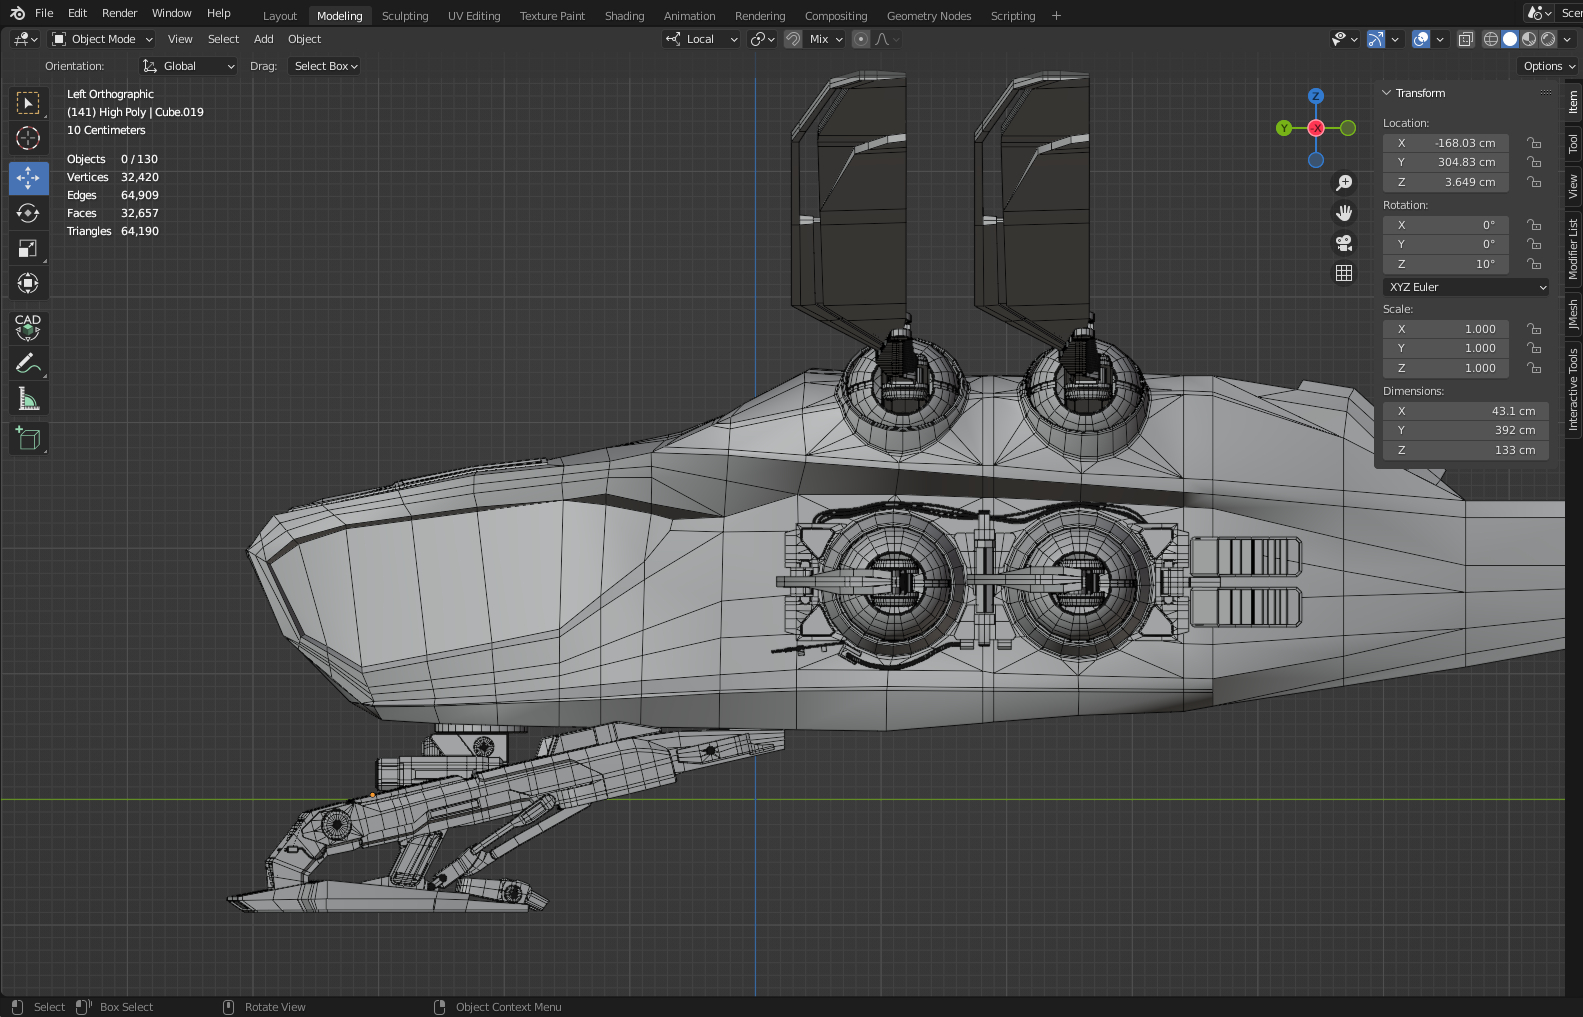 File Edit Render Window Help Layout Modeling Sculpting UV Editing Texture Paint Shading Animation Rendering Compositing Geometry Nodes Scripting + Scen
Object Mode View Select Add Object Local Mix
Orientation: Global Drag: Select Box Options
Left Orthographic
(141) High Poly | Cube.019
10 Centimeters
Objects 0 / 130
Vertices 32,420
Edges 64,909
Faces 32,657
Triangles 64,190
CAD
Z
Y
X
Transform
Location:
X -168.03 cm
Y 304.83 cm
Z 3.649 cm
Rotation:
X 0°
Y 0°
Z 10°
XYZ Euler
Scale:
X 1.000
Y 1.000
Z 1.000
Dimensions:
X 43.1 cm
Y 392 cm
Z 133 cm
Item
Tool
View
Modifier List
JMesh
Interactive Tools
Select Box Select Rotate View Object Context Menu